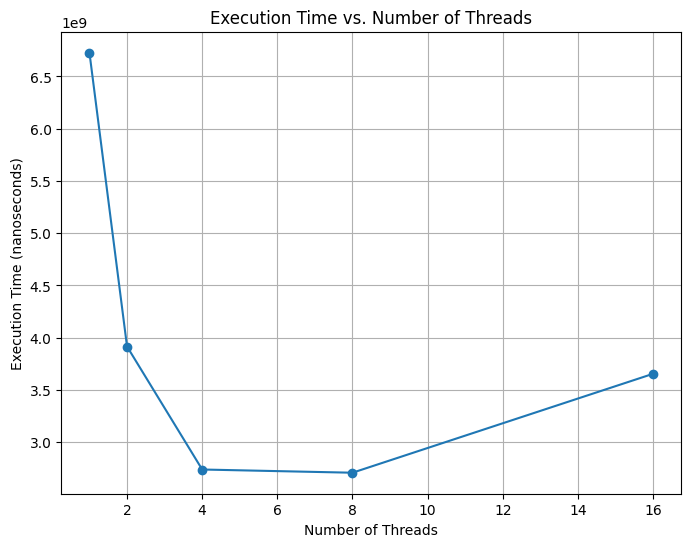 Execution Time vs. Number of Threads
1e9
6.5
6.0
5.5
5.0
4.5
4.0
3.5
3.0
Execution Time (nanoseconds)
2 4 6 8 10 12 14 16
Number of Threads